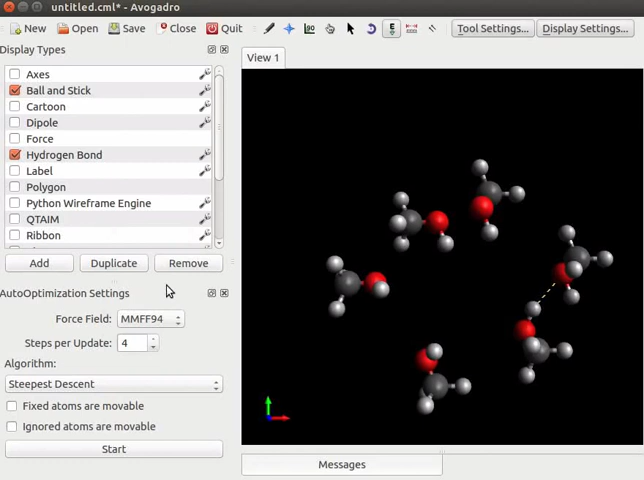 untitled.cml* - Avogadro
New Open Save Close Quit Tool Settings... Display Settings...
Display Types
View 1
Axes
Ball and Stick
Cartoon
Dipole
Force
Hydrogen Bond
Label
Polygon
Python Wireframe Engine
QTAIM
Ribbon
Add Duplicate Remove
AutoOptimization Settings
Force Field: MMFF94
Steps per Update: 4
Algorithm:
Steepest Descent
Fixed atoms are movable
Ignored atoms are movable
Start
Messages